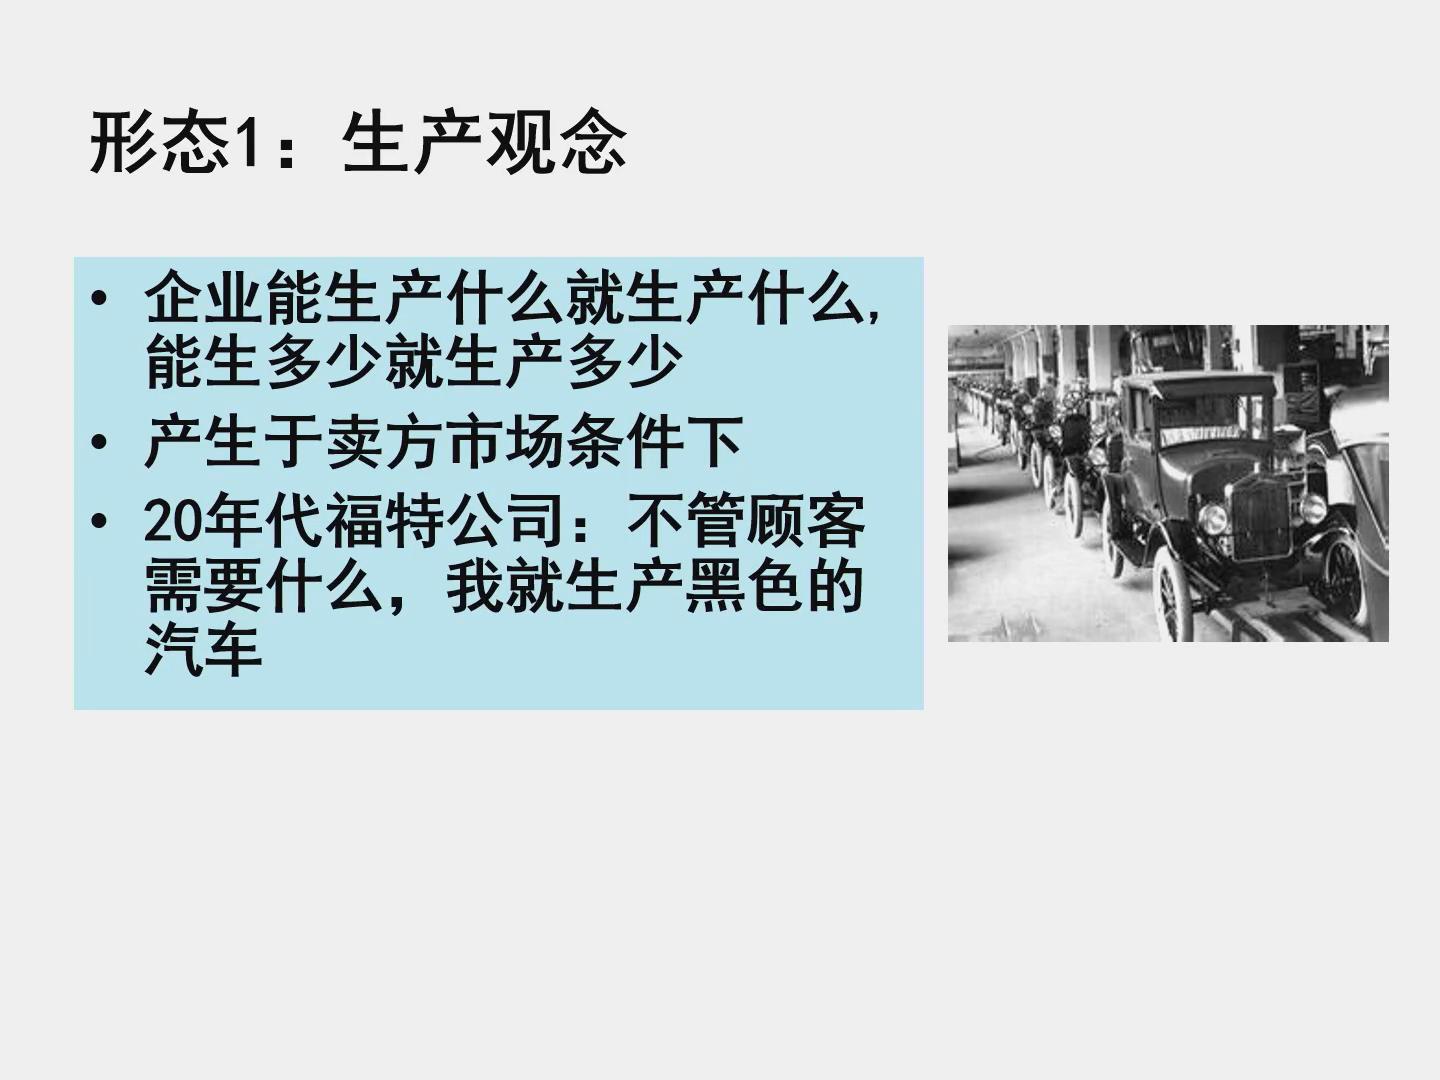 形态1：生产观念
• 企业能生产什么就生产什么,
能生多少就生产多少
• 产生于卖方市场条件下
• 20年代福特公司：不管顾客
需要什么，我就生产黑色的
汽车